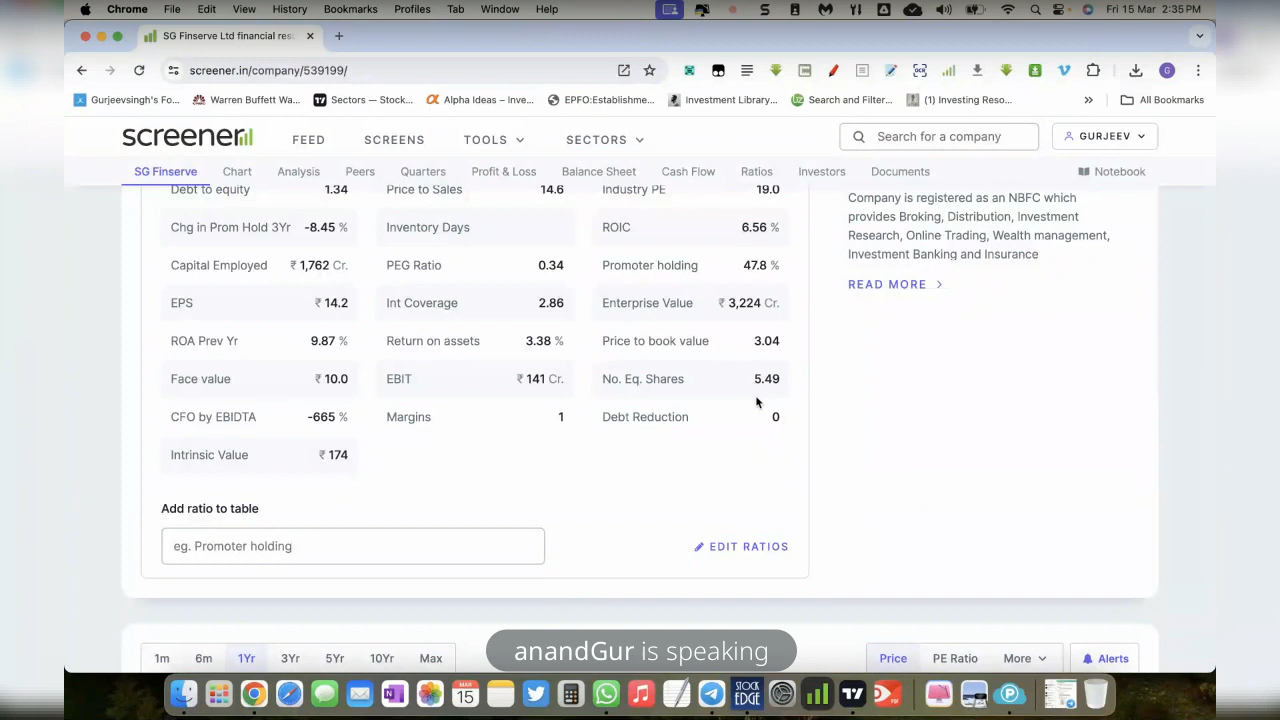 Chrome File Edit View History Bookmarks Profiles Tab Window Help Fri 15 Mar 2:35 PM
SG Finserve Ltd financial res
screener.in/company/539199/
Gurjeevsingh's Fo... Warren Buffett Wa... Sectors — Stock... Alpha Ideas – Inve... EPFO:Establishme... Investment Library... Search and Filter... (1) Investing Reso... » All Bookmarks
screener FEED SCREENS TOOLS SECTORS Search for a company GURJEEV
SG Finserve Chart Analysis Peers Quarters Profit & Loss Balance Sheet Cash Flow Ratios Investors Documents Notebook
Debt to equity 1.34 Price to Sales 14.6 Industry PE 19.0
Chg in Prom Hold 3Yr -8.45 % Inventory Days ROIC 6.56 %
Capital Employed ₹ 1,762 Cr. PEG Ratio 0.34 Promoter holding 47.8 %
EPS ₹ 14.2 Int Coverage 2.86 Enterprise Value ₹ 3,224 Cr.
ROA Prev Yr 9.87 % Return on assets 3.38 % Price to book value 3.04
Face value ₹ 10.0 EBIT ₹ 141 Cr. No. Eq. Shares 5.49
CFO by EBIDTA -665 % Margins 1 Debt Reduction 0
Intrinsic Value ₹ 174
Company is registered as an NBFC which
provides Broking, Distribution, Investment
Research, Online Trading, Wealth management,
Investment Banking and Insurance
READ MORE
Add ratio to table
eg. Promoter holding
EDIT RATIOS
1m 6m 1Yr 3Yr 5Yr 10Yr Max Price PE Ratio More Alerts
anandGur is speaking
MAR
15
STOCK
EDGE